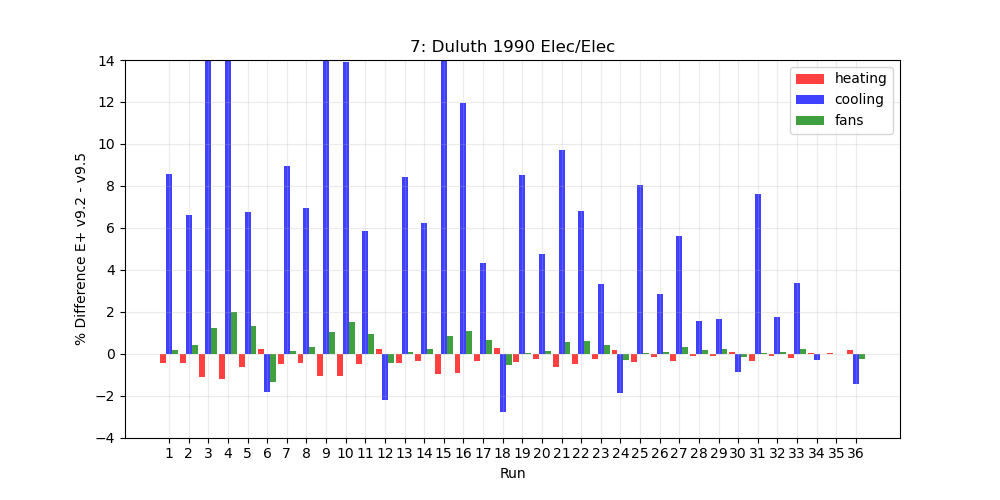 7: Duluth 1990 Elec/Elec
% Difference E+ v9.2 - v9.5
14
12
10
8
6
4
2
0
−2
−4
heating
cooling
fans
1 2 3 4 5 6 7 8 9 10 11 12 13 14 15 16 17 18 19 20 21 22 23 24 25 26 27 28 29 30 31 32 33 34 35 36
Run